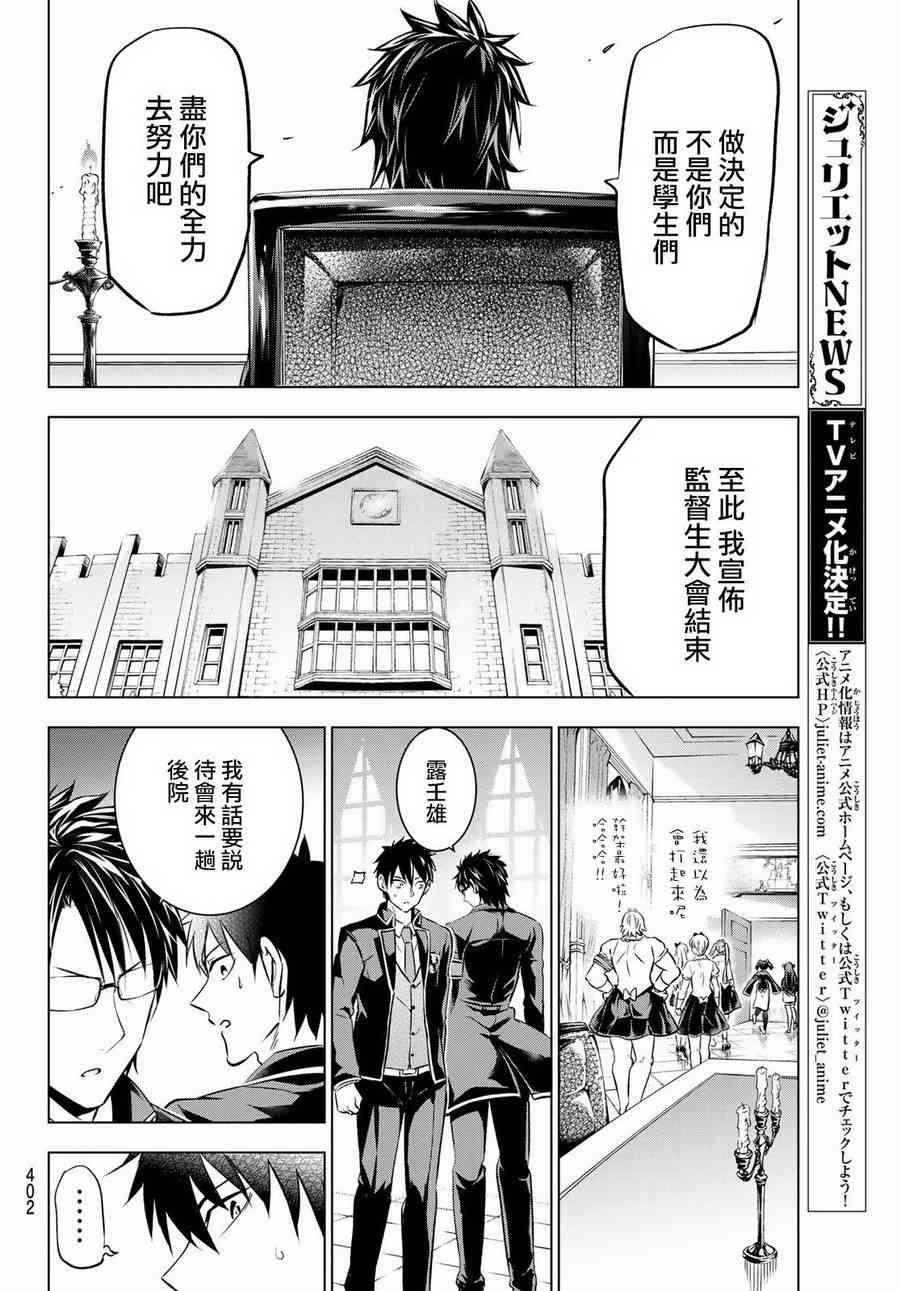 做決定的
不是你們
而是學生們
盡你們的全力
去努力吧
至此 我宣佈
監督生大會結束
我還以為
會打起來呢
最好啦！
哈哈哈！！
露壬雄
我有話要說
待會來一趟
後院
……
402
ジュリエットNEWS
TVアニメ化決定!!
アニメ化情報はアニメ公式ホームページ、もしくは公式Twitterでチェックしよう！
〈公式HP〉juliet-anime.com 〈公式Twitter〉@juliet_anime